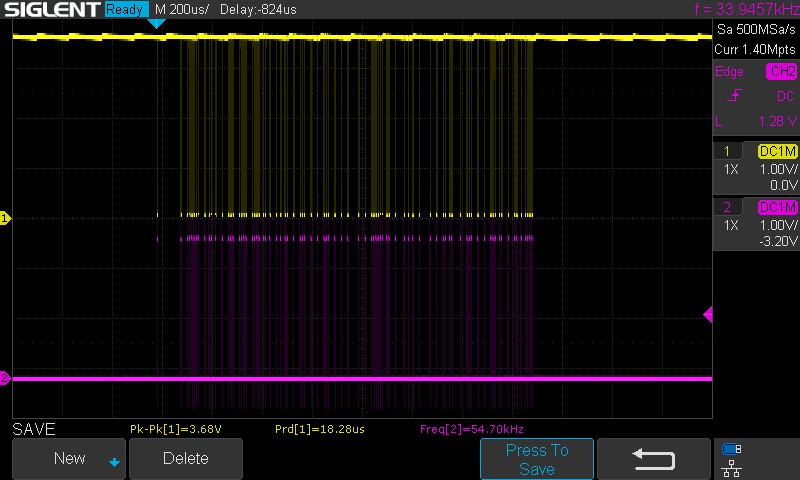 SIGLENT Ready M 200us/ Delay:-824us f = 33.9457kHz
Sa 500MSa/s
Curr 1.40Mpts
Edge CH2
DC
L 1.28 V
1 DC1M
1X 1.00V/
0.0V
2 DC1M
1X 1.00V/
-3.20V
1
2
SAVE Pk-Pk[1]=3.68V Prd[1]=18.28us Freq[2]=54.70kHz
New Delete Press To
Save